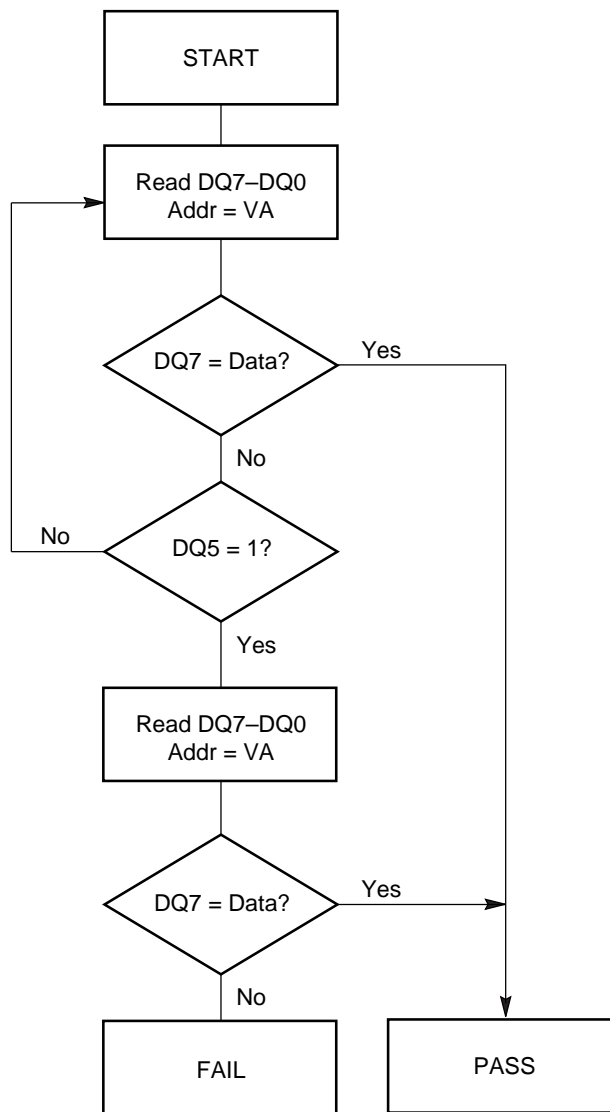 START
Read DQ7–DQ0
Addr = VA
DQ7 = Data?
Yes
No
No
DQ5 = 1?
Yes
Read DQ7–DQ0
Addr = VA
DQ7 = Data?
Yes
No
FAIL
PASS